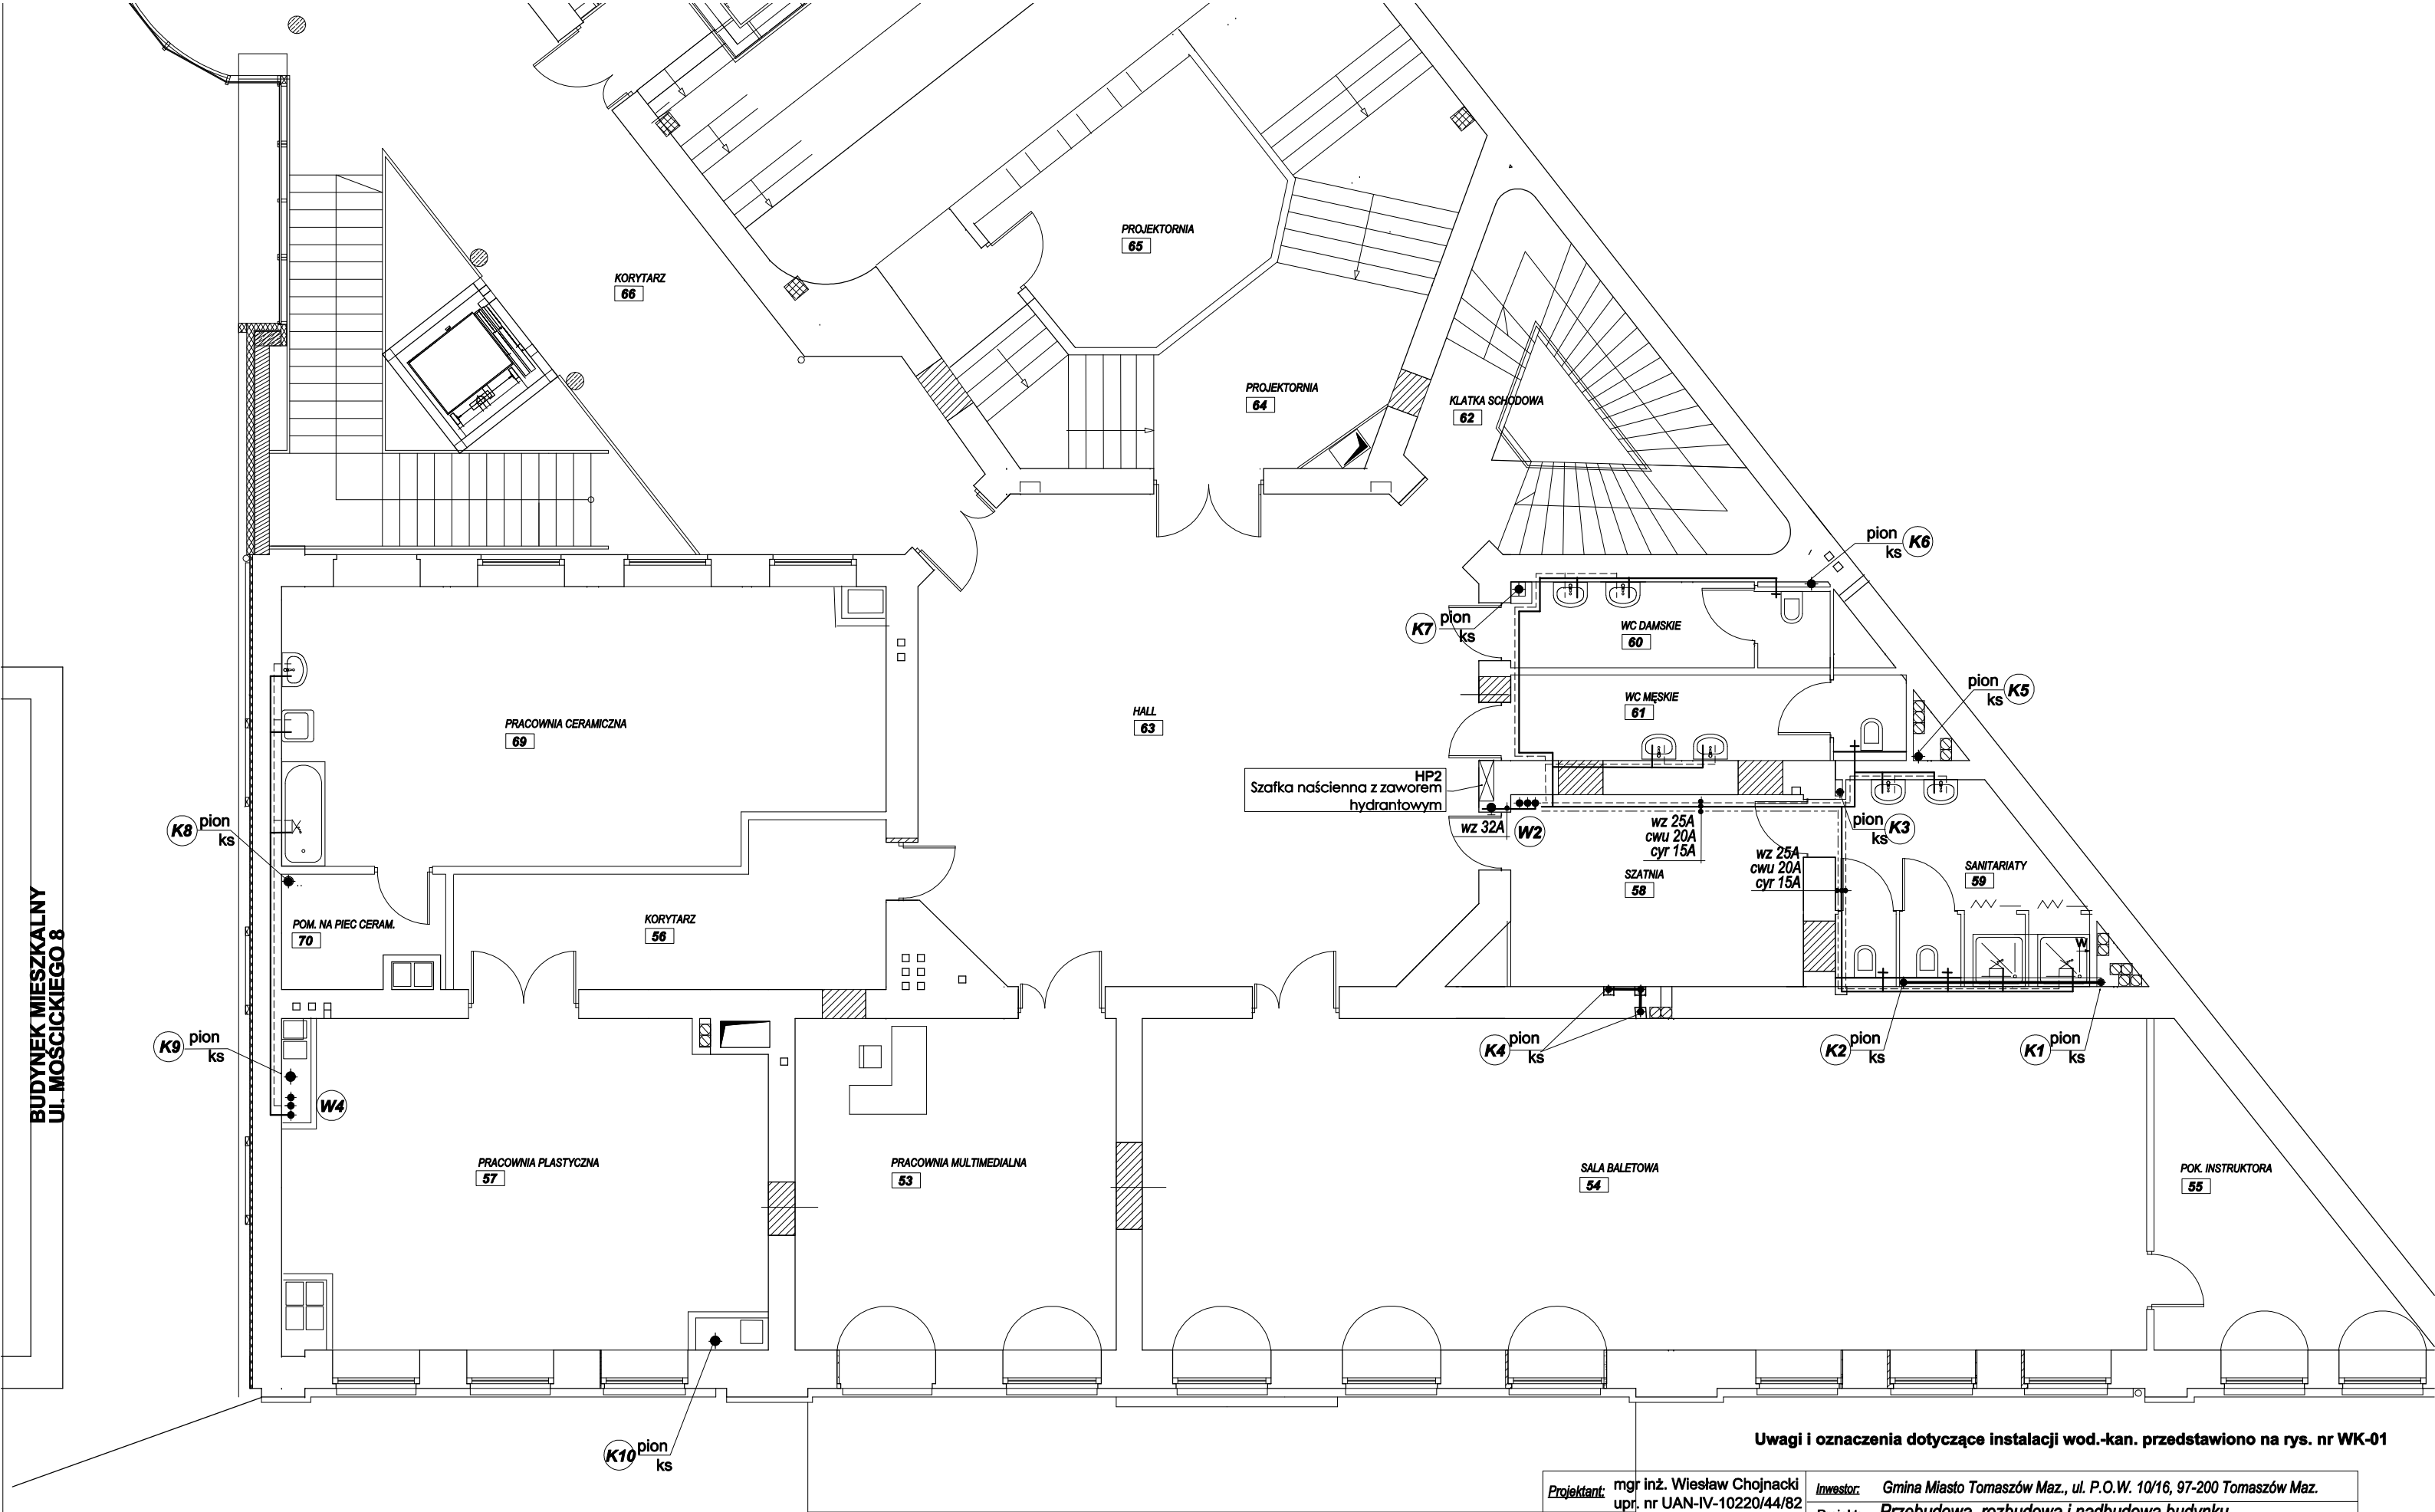 PROJEKTORNIA
65
KORYTARZ
66
PROJEKTORNIA
64
KLATKA SCHODOWA
62
pion
ks
K6
K7
pion
ks
WC DAMSKIE
60
pion
ks
K5
WC MĘSKIE
61
PRACOWNIA CERAMICZNA
69
HALL
63
HP2
Szafka naścienna z zaworem
hydrantowym
wz 32A
W2
wz 25A
cwu 20A
cyr 15A
pion
ks
K3
wz 25A
cwu 20A
cyr 15A
K8
pion
ks
SZATNIA
58
SANITARIATY
59
W
POM. NA PIEC CERAM.
70
KORYTARZ
56
BUDYNEK MIESZKALNY
Ul. MOŚCICKIEGO 8
K9
pion
ks
W4
K4
pion
ks
K2
pion
ks
K1
pion
ks
PRACOWNIA PLASTYCZNA
57
PRACOWNIA MULTIMEDIALNA
53
SALA BALETOWA
54
POK. INSTRUKTORA
55
K10
pion
ks
Uwagi i oznaczenia dotyczące instalacji wod.-kan. przedstawiono na rys. nr WK-01
Projektant: mgr inż. Wiesław Chojnacki
upr. nr UAN-IV-10220/44/82
Inwestor: Gmina Miasto Tomaszów Maz., ul. P.O.W. 10/16, 97-200 Tomaszów Maz.
Przebudowa, rozbudowa i nadbudowa budynku